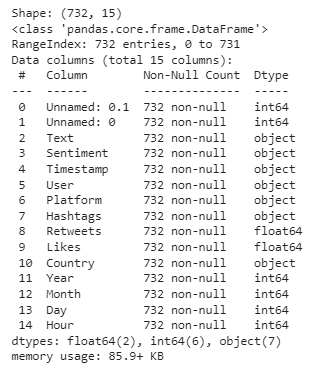 Shape: (732, 15)
<class 'pandas.core.frame.DataFrame'>
RangeIndex: 732 entries, 0 to 731
Data columns (total 15 columns):
 #   Column        Non-Null Count  Dtype
---  ------        --------------  -----
 0   Unnamed: 0.1  732 non-null    int64
 1   Unnamed: 0    732 non-null    int64
 2   Text          732 non-null    object
 3   Sentiment     732 non-null    object
 4   Timestamp     732 non-null    object
 5   User          732 non-null    object
 6   Platform      732 non-null    object
 7   Hashtags      732 non-null    object
 8   Retweets      732 non-null    float64
 9   Likes         732 non-null    float64
 10  Country       732 non-null    object
 11  Year          732 non-null    int64
 12  Month         732 non-null    int64
 13  Day           732 non-null    int64
 14  Hour          732 non-null    int64
dtypes: float64(2), int64(6), object(7)
memory usage: 85.9+ KB